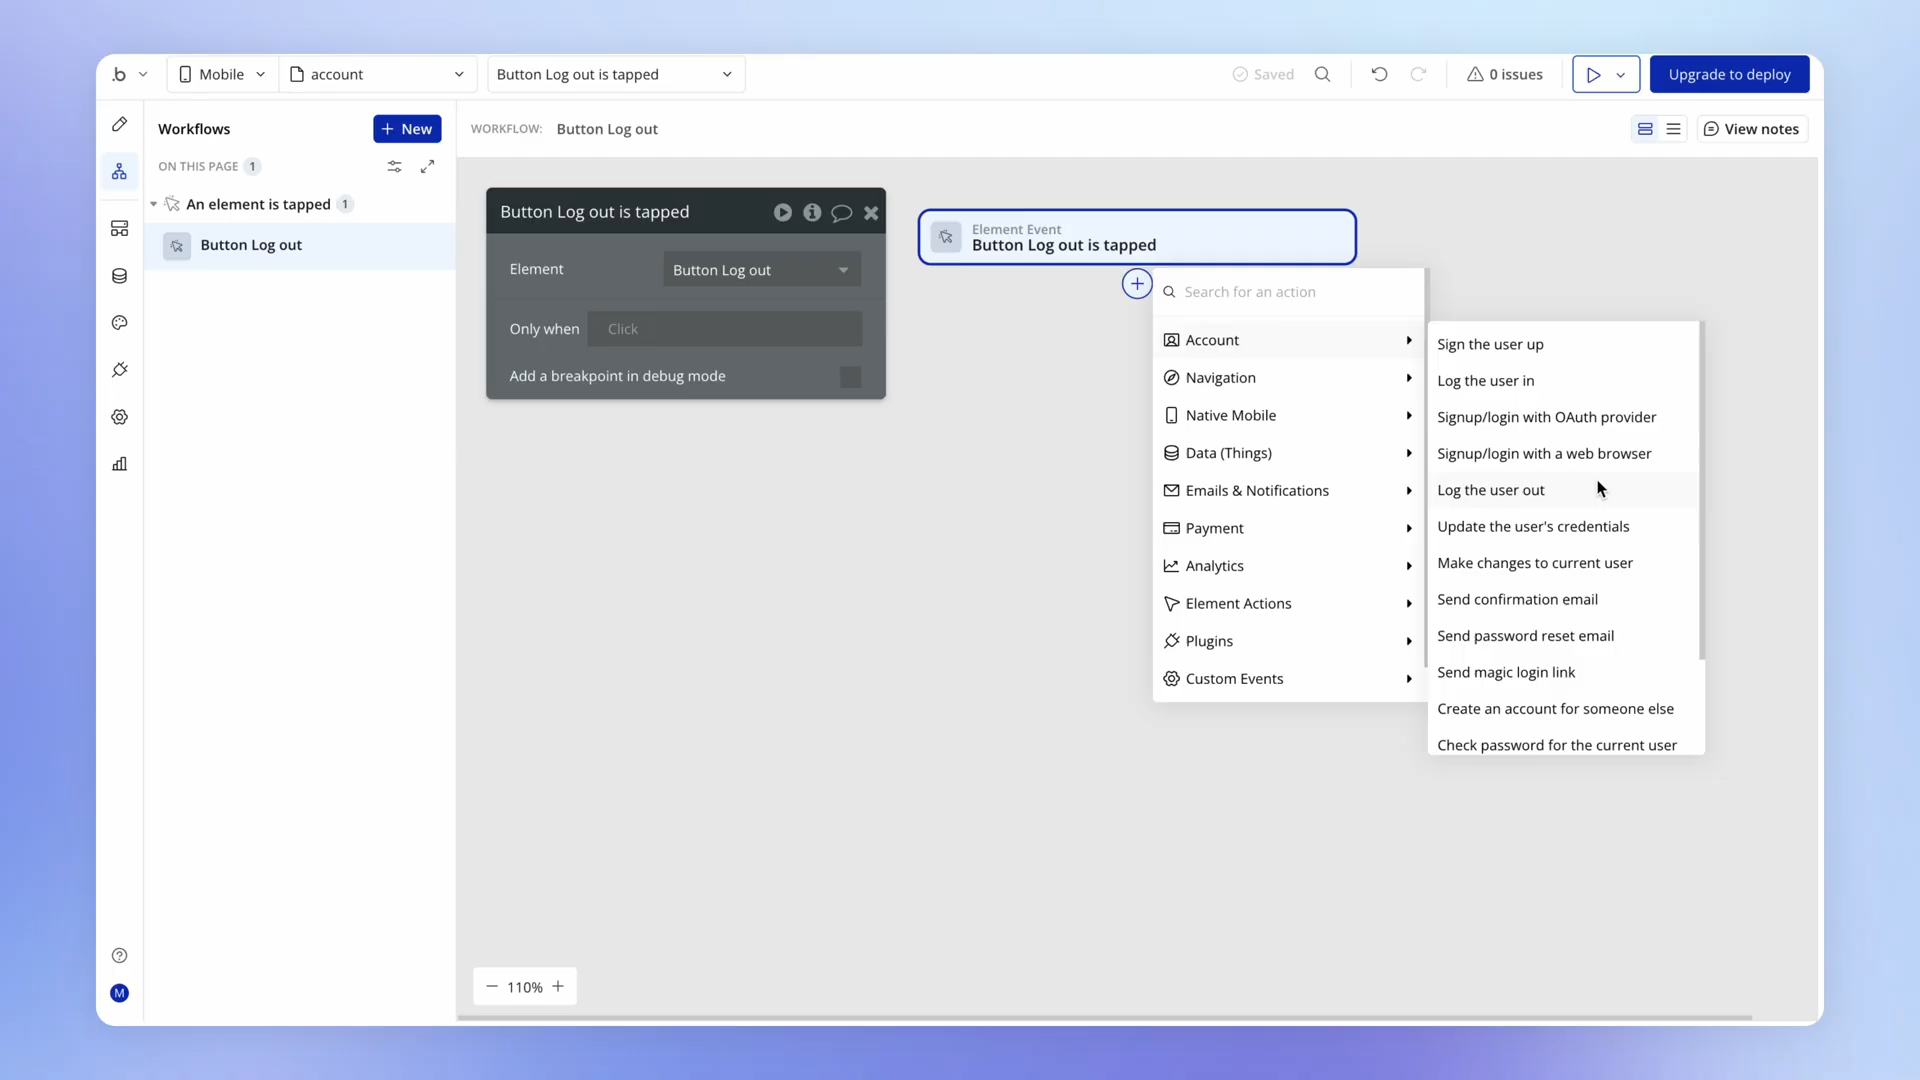 .b
Mobile
account
Button Log out is tapped
Saved
0 issues
Upgrade to deploy
Workflows
+ New
WORKFLOW:
Button Log out
View notes
ON THIS PAGE 1
An element is tapped 1
Button Log out
Button Log out is tapped
Element
Button Log out
Only when
Click
Add a breakpoint in debug mode
Element Event
Button Log out is tapped
Search for an action
Account
Navigation
Native Mobile
Data (Things)
Emails & Notifications
Payment
Analytics
Element Actions
Plugins
Custom Events
Sign the user up
Log the user in
Signup/login with OAuth provider
Signup/login with a web browser
Log the user out
Update the user's credentials
Make changes to current user
Send confirmation email
Send password reset email
Send magic login link
Create an account for someone else
Check password for the current user
M
110%